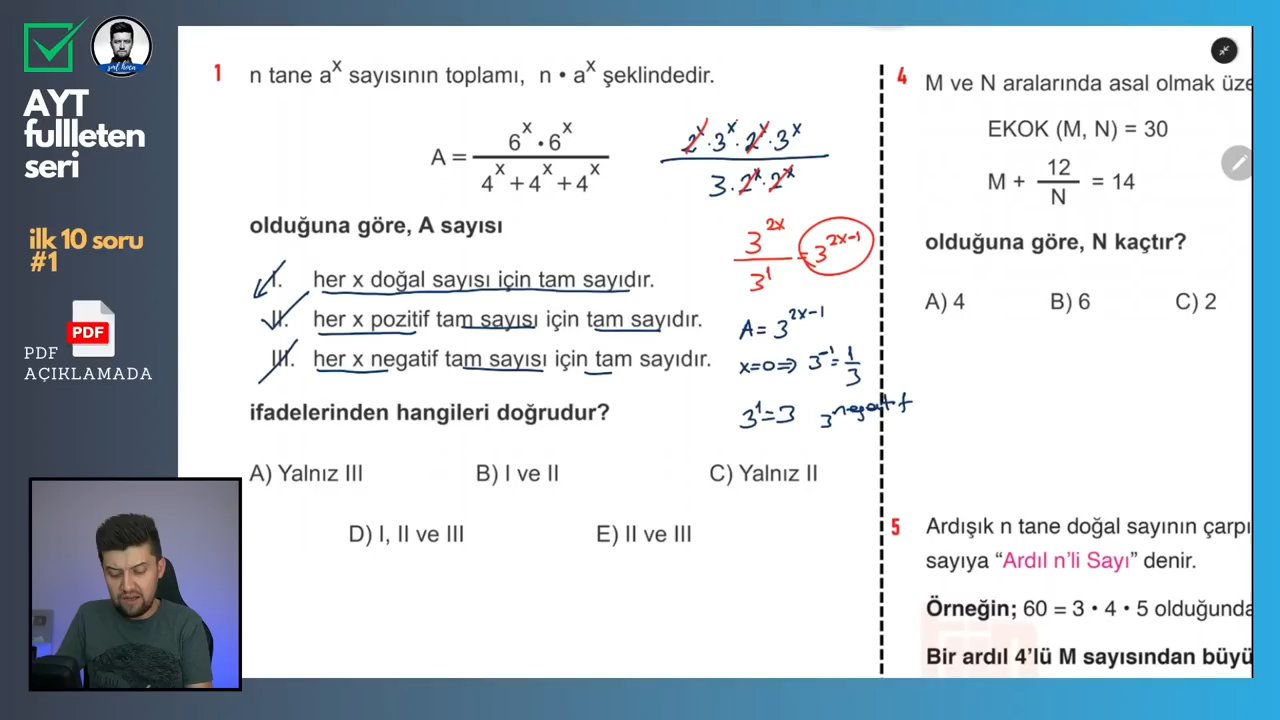 AYT
fullleten
seri
ilk 10 soru
#1
PDF
PDF
AÇIKLAMADA
1 n tane a^x sayısının toplamı, n • a^x şeklindedir.
A = 6^x • 6^x / 4^x + 4^x + 4^x
2^x · 3^x · 2^x · 3^x / 3 · 2^x · 2^x
olduğuna göre, A sayısı
3^2x / 3^1 = 3^2x-1
I. her x doğal sayısı için tam sayıdır.
II. her x pozitif tam sayısı için tam sayıdır.
III. her x negatif tam sayısı için tam sayıdır.
A = 3^2x-1
x=0 ⇒ 3^-1 = 1/3
3^1 = 3 3^negatif
ifadelerinden hangileri doğrudur?
A) Yalnız III B) I ve II C) Yalnız II
D) I, II ve III E) II ve III
4 M ve N aralarında asal olmak üze
EKOK (M, N) = 30
M + 12/N = 14
olduğuna göre, N kaçtır?
A) 4 B) 6 C) 2
5 Ardışık n tane doğal sayının çarpı
sayıya “Ardıl n’li Sayı” denir.
Örneğin; 60 = 3 • 4 • 5 olduğunda
Bir ardıl 4’lü M sayısından büyü